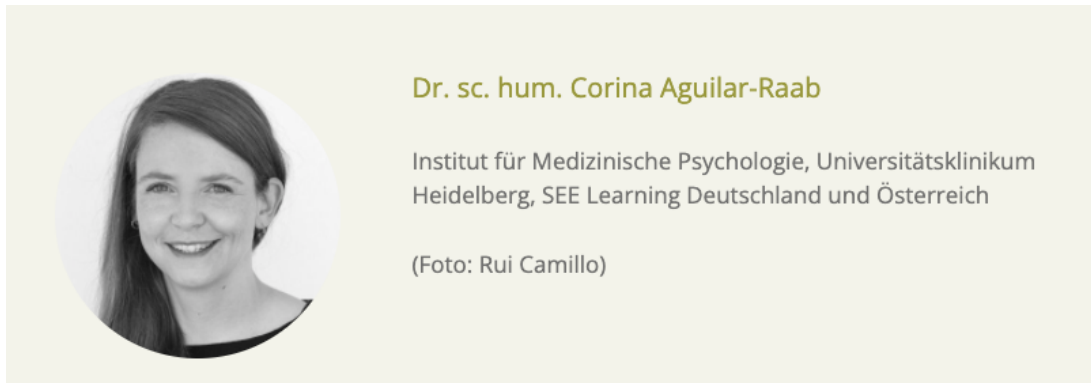 Dr. sc. hum. Corina Aguilar-Raab
Institut für Medizinische Psychologie, Universitätsklinikum
Heidelberg, SEE Learning Deutschland und Österreich
(Foto: Rui Camillo)